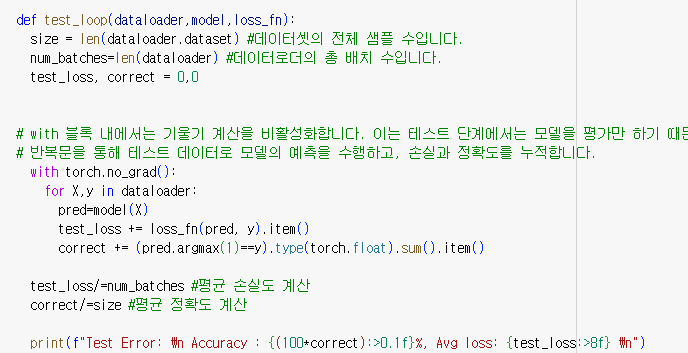 def test_loop(dataloader,model,loss_fn):
  size = len(dataloader.dataset) #데이터셋의 전체 샘플 수입니다.
  num_batches=len(dataloader) #데이터로더의 총 배치 수입니다.
  test_loss, correct = 0,0
# with 블록 내에서는 기울기 계산을 비활성화합니다. 이는 테스트 단계에서는 모델을 평가만 하기 때문
# 반복문을 통해 테스트 데이터로 모델의 예측을 수행하고, 손실과 정확도를 누적합니다.
  with torch.no_grad():
    for X,y in dataloader:
      pred=model(X)
      test_loss += loss_fn(pred, y).item()
      correct += (pred.argmax(1)==y).type(torch.float).sum().item()
  test_loss/=num_batches #평균 손실도 계산
  correct/=size #평균 정확도 계산
  print(f"Test Error: ₩n Accuracy : {(100*correct):>0.1f}%, Avg loss: {test_loss:>8f} ₩n")